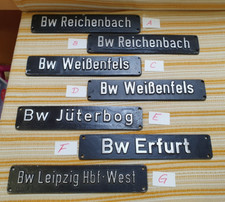 Bw Reichenbach A
B Bw Reichenbach
Bw Weißenfels C
D Bw Weißenfels
Bw Jüterbog E
F Bw Erfurt
Bw Leipzig Hbf-West G